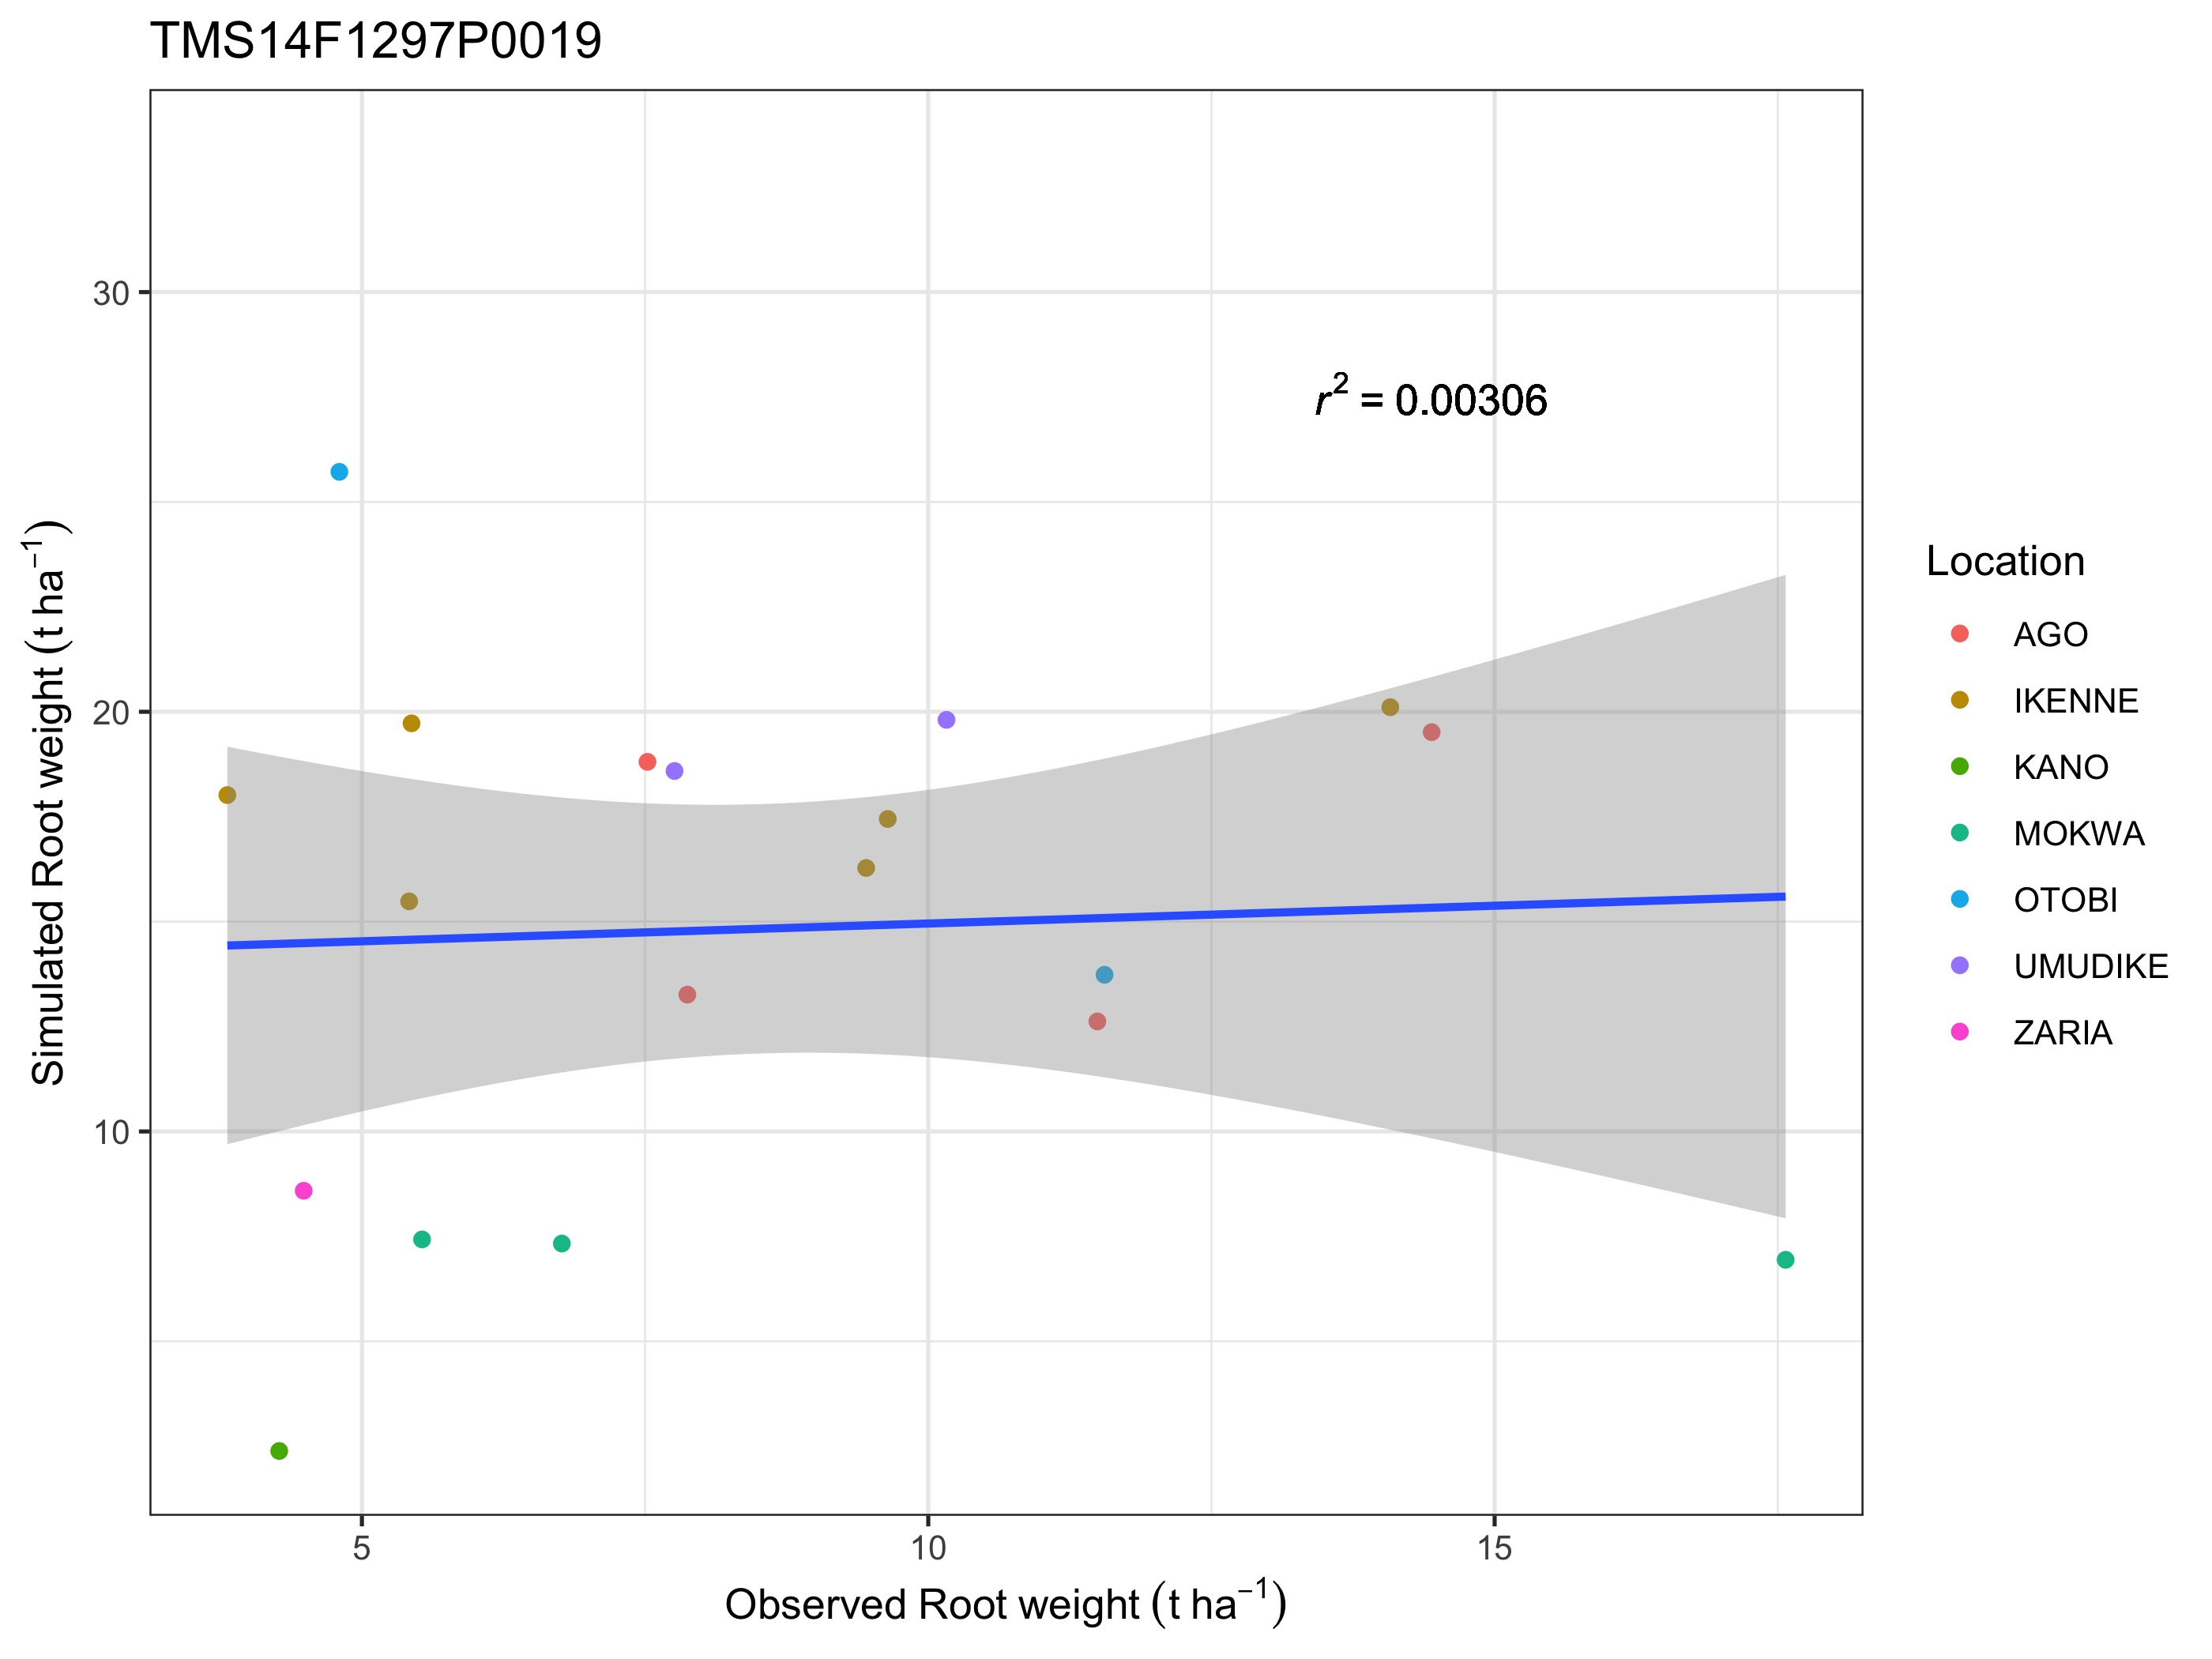 TMS14F1297P0019
30
20
10
Simulated Root weight (t ha⁻¹)
r² = 0.00306
5
10
15
Observed Root weight (t ha⁻¹)
Location
AGO
IKENNE
KANO
MOKWA
OTOBI
UMUDIKE
ZARIA